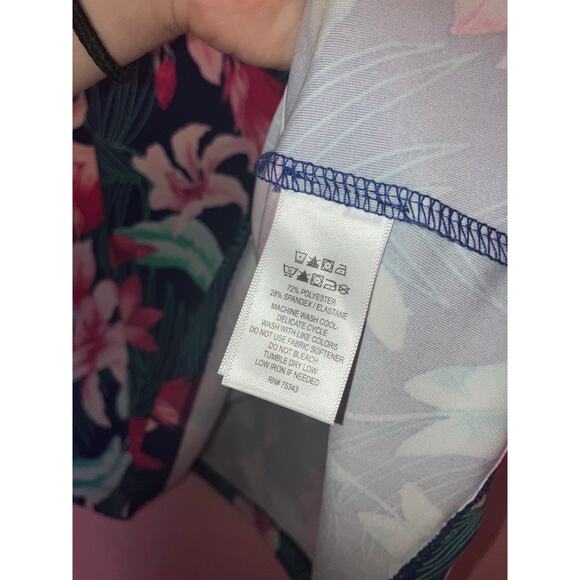 72% POLYESTER
28% SPANDEX / ELASTANE
MACHINE WASH COOL,
DELICATE CYCLE
WASH WITH LIKE COLORS
DO NOT USE FABRIC SOFTENER
DO NOT BLEACH
TUMBLE DRY LOW
LOW IRON IF NEEDED
RN# 75343